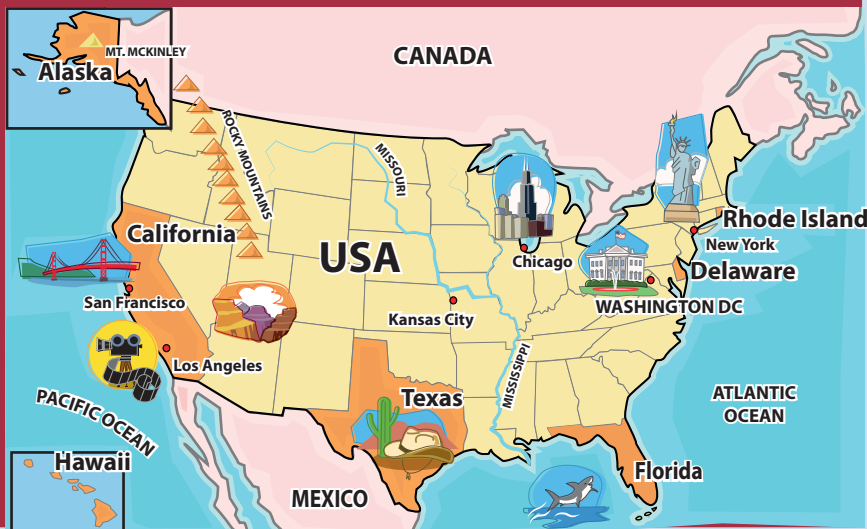 CANADA
MT. MCKINLEY
Alaska
ROCKY MOUNTAINS
MISSOURI
California
USA
Rhode Island
New York
Chicago
Delaware
San Francisco
Kansas City
WASHINGTON DC
Los Angeles
MISSISSIPPI
Texas
PACIFIC OCEAN
ATLANTIC
OCEAN
Hawaii
Florida
MEXICO